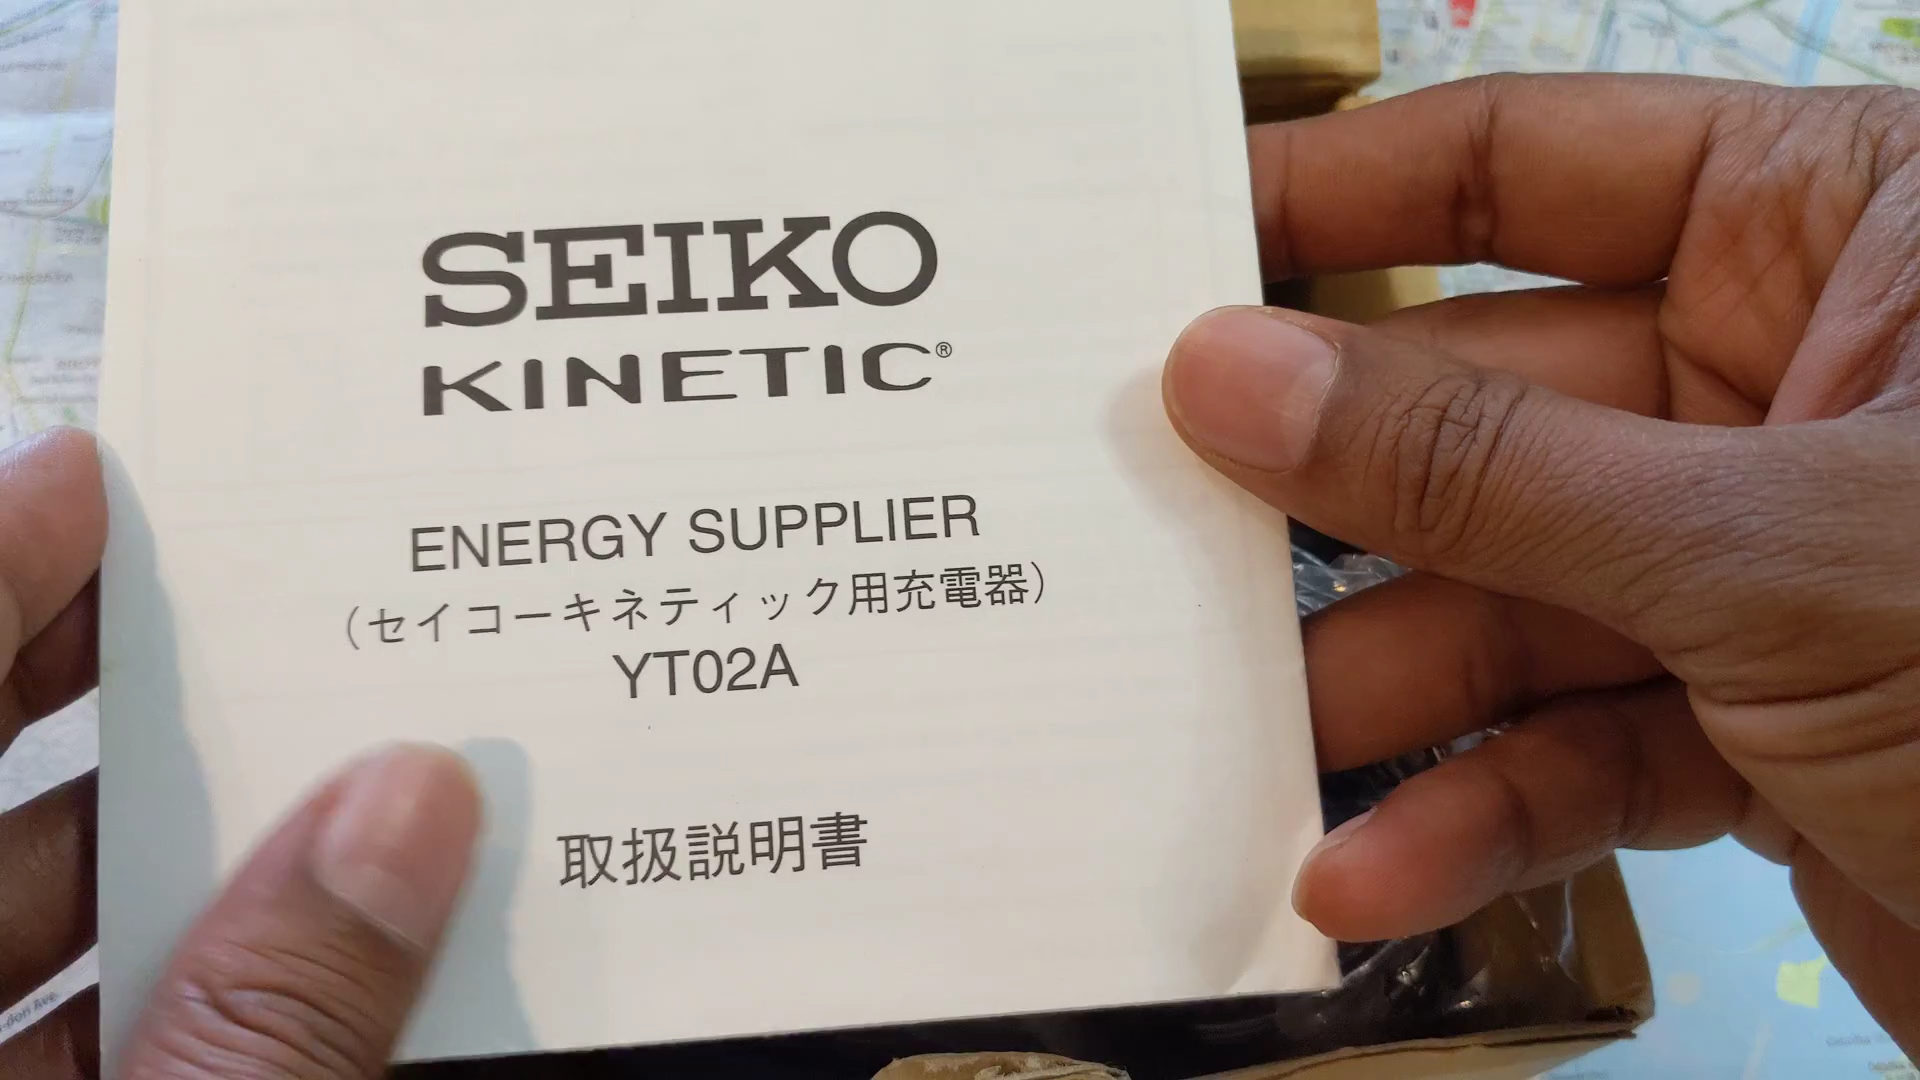 SEIKO
KINETIC®
ENERGY SUPPLIER
（セイコーキネティック用充電器）
YT02A
取扱説明書